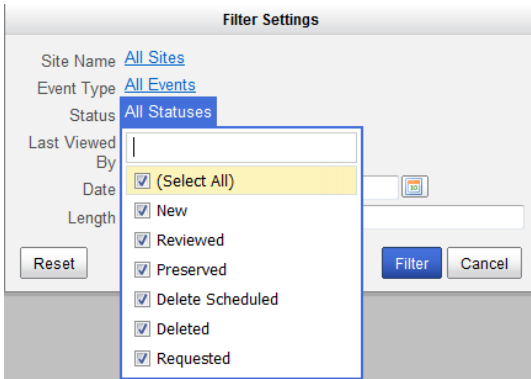 Filter Settings
Site Name All Sites
Event Type All Events
Status All Statuses
Last Viewed
By
(Select All)
Date
New
Length
Reviewed
Reset
Preserved
Filter
Cancel
Delete Scheduled
Deleted
Requested